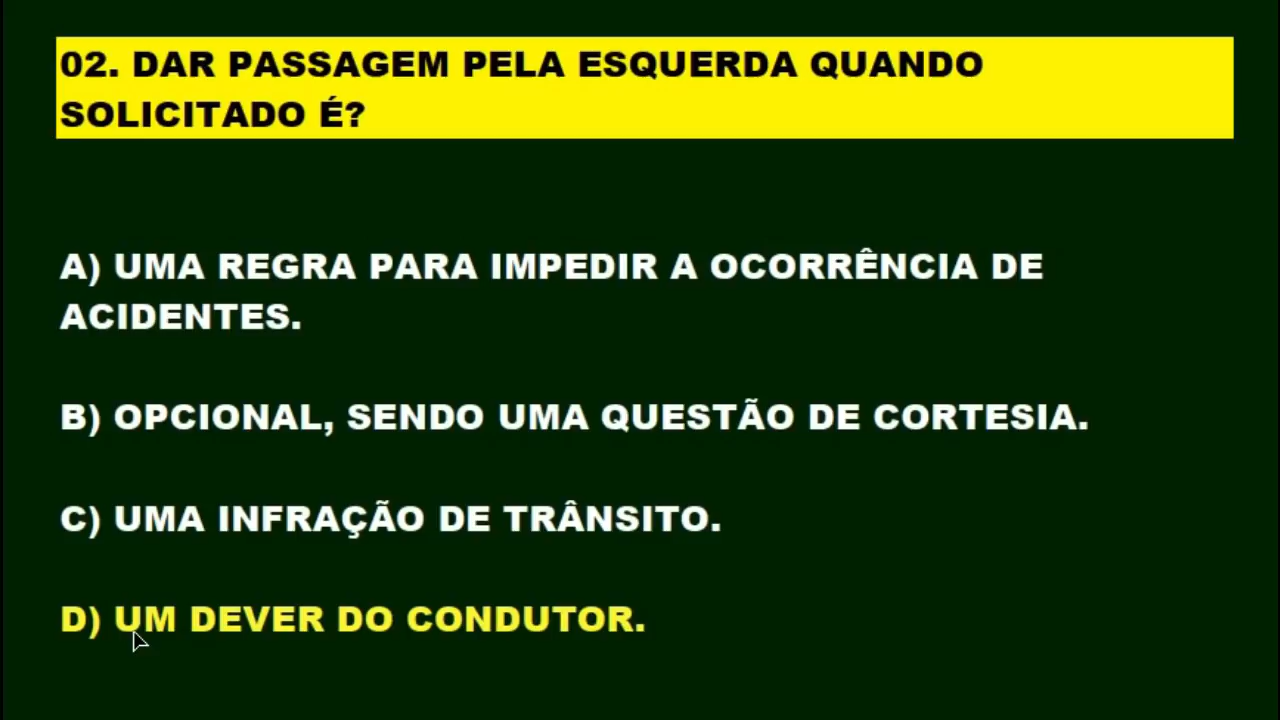 02. DAR PASSAGEM PELA ESQUERDA QUANDO
SOLICITADO É?
A) UMA REGRA PARA IMPEDIR A OCORRÊNCIA DE
ACIDENTES.
B) OPCIONAL, SENDO UMA QUESTÃO DE CORTESIA.
C) UMA INFRAÇÃO DE TRÂNSITO.
D) UM DEVER DO CONDUTOR.